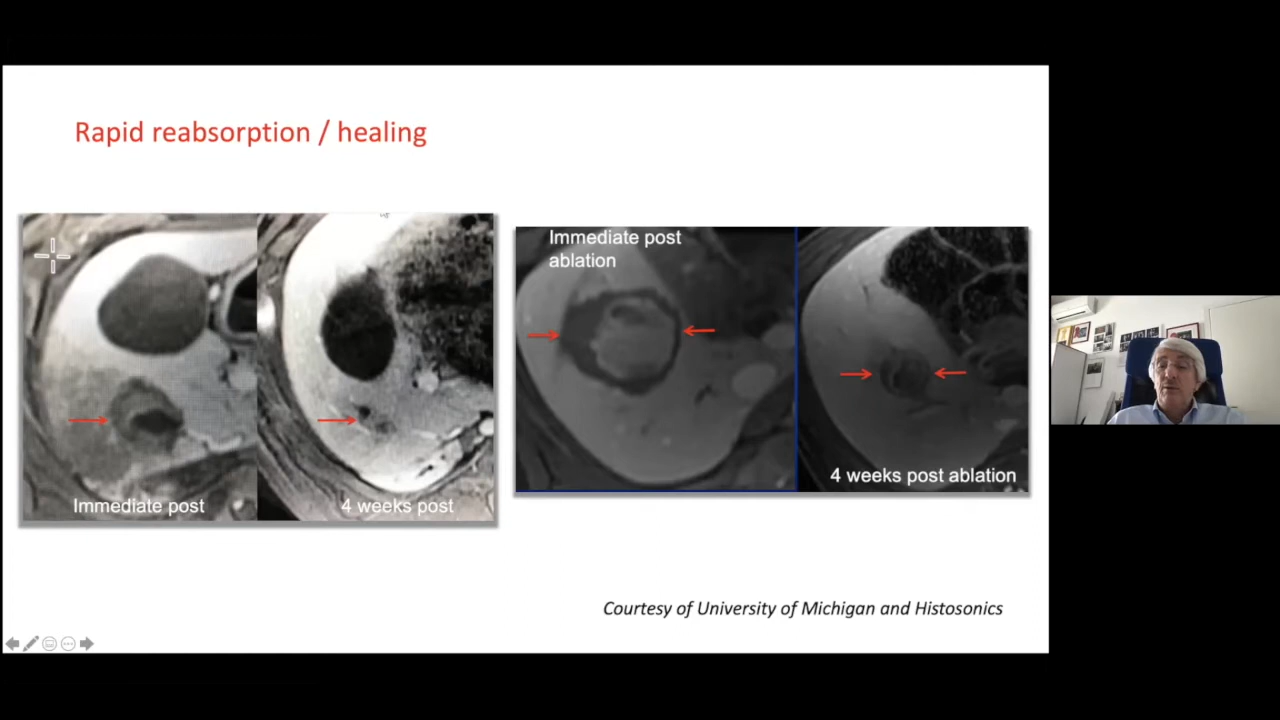 Rapid reabsorption / healing
Immediate post
4 weeks post
Immediate post
ablation
4 weeks post ablation
Courtesy of University of Michigan and Histosonics